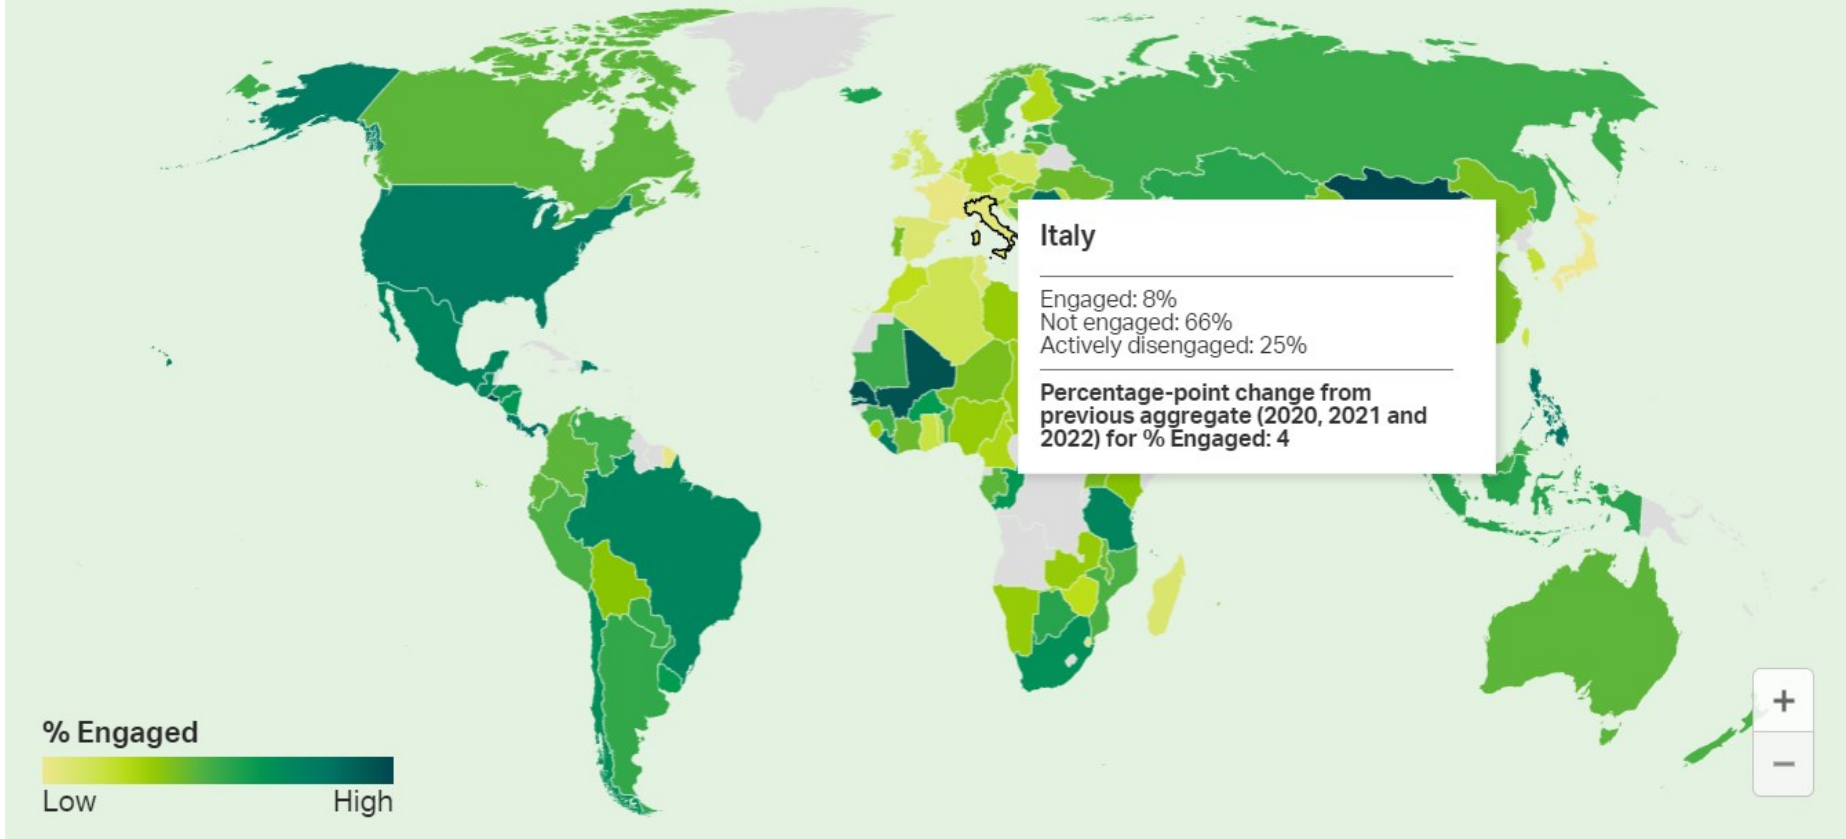 Italy
Engaged: 8%
Not engaged: 66%
Actively disengaged: 25%
Percentage-point change from
previous aggregate (2020, 2021 and
2022) for % Engaged: 4
% Engaged
Low High
+
−